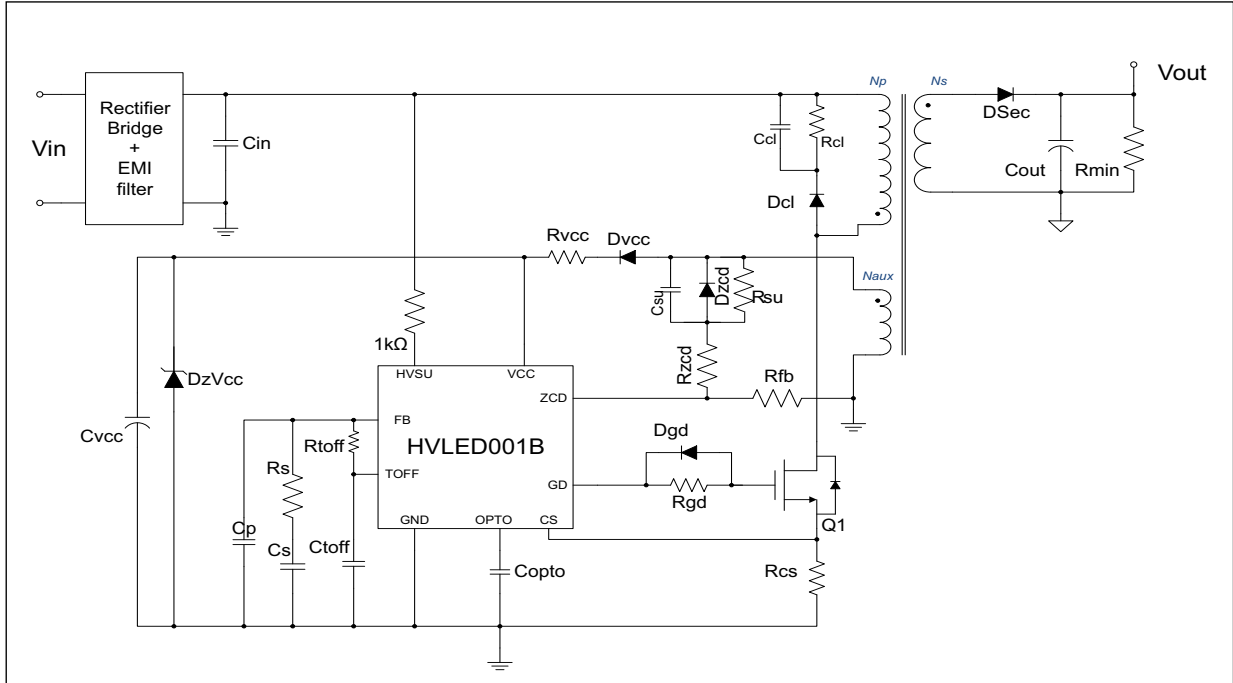 Np
Ns
Vout
Rectifier
Bridge
+
EMI
filter
Vin
Cin
Ccl
Rcl
DSec
Cout
Rmin
Dcl
Rvcc
Dvcc
Naux
Csu
Dzcd
Rsu
1kΩ
Rzcd
DzVcc
HVSU
VCC
ZCD
Rfb
Cvcc
FB
HVLED001B
Rtoff
TOFF
Dgd
Rs
GD
Rgd
GND
OPTO
CS
Q1
Cp
Cs
Ctoff
Copto
Rcs